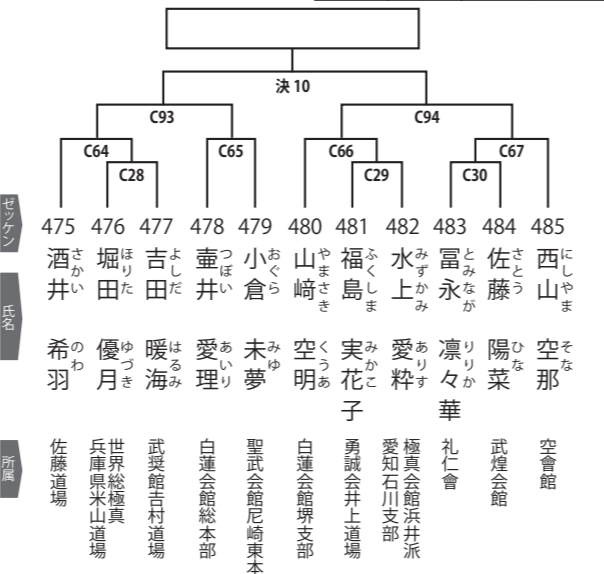 決10
C93
C94
C64
C65
C66
C67
C28
C29
C30
ゼッケン
475
476
477
478
479
480
481
482
483
484
485
氏名
酒井 希羽
さかい のわ
堀田 優月
ほりた ゆづき
吉田 暖海
よしだ はるみ
壷井 愛理
つぼい あいり
小倉 未夢
おぐら みゆ
山﨑 空明
やまさき くうあ
福島 実花子
ふくしま みかこ
水上 愛粋
みずかみ ありす
冨永 凛々華
とみなが りりか
佐藤 陽菜
さとう ひな
西山 空那
にしやま そな
所属
佐藤道場
世界総極真
兵庫県米山道場
武奨館吉村道場
白蓮会館総本部
聖武会館尼崎東本
白蓮会館堺支部
勇誠会井上道場
極真会館浜井派
愛知石川支部
礼仁會
武煌会館
空會館